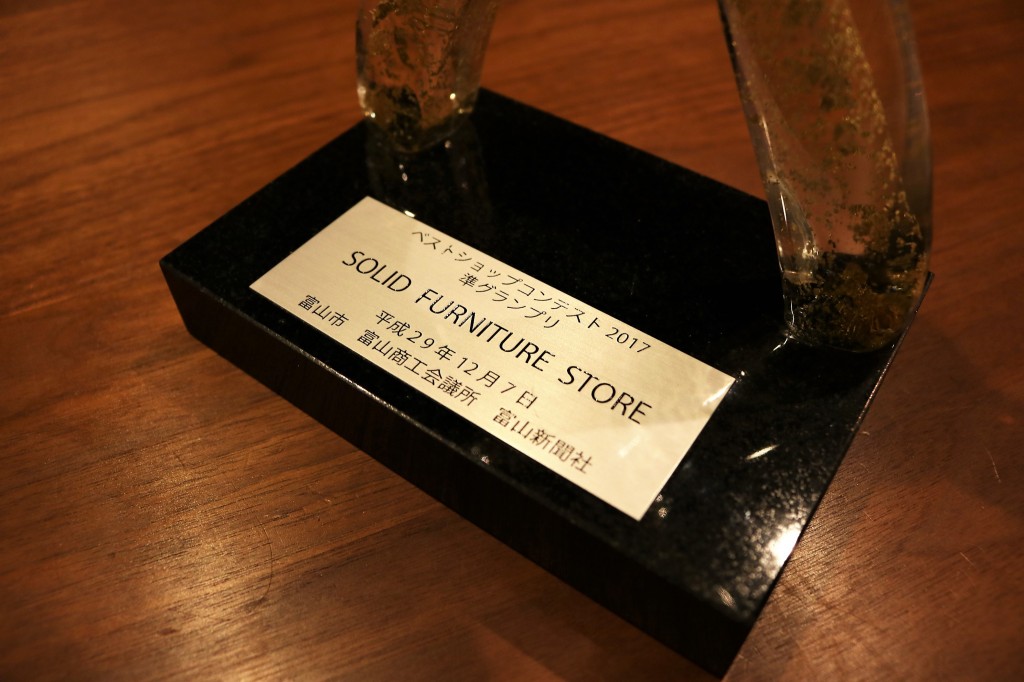 ベストショップコンテスト2017
準グランプリ
SOLID FURNITURE STORE
平成29年12月7日
富山市 富山商工会議所 富山新聞社